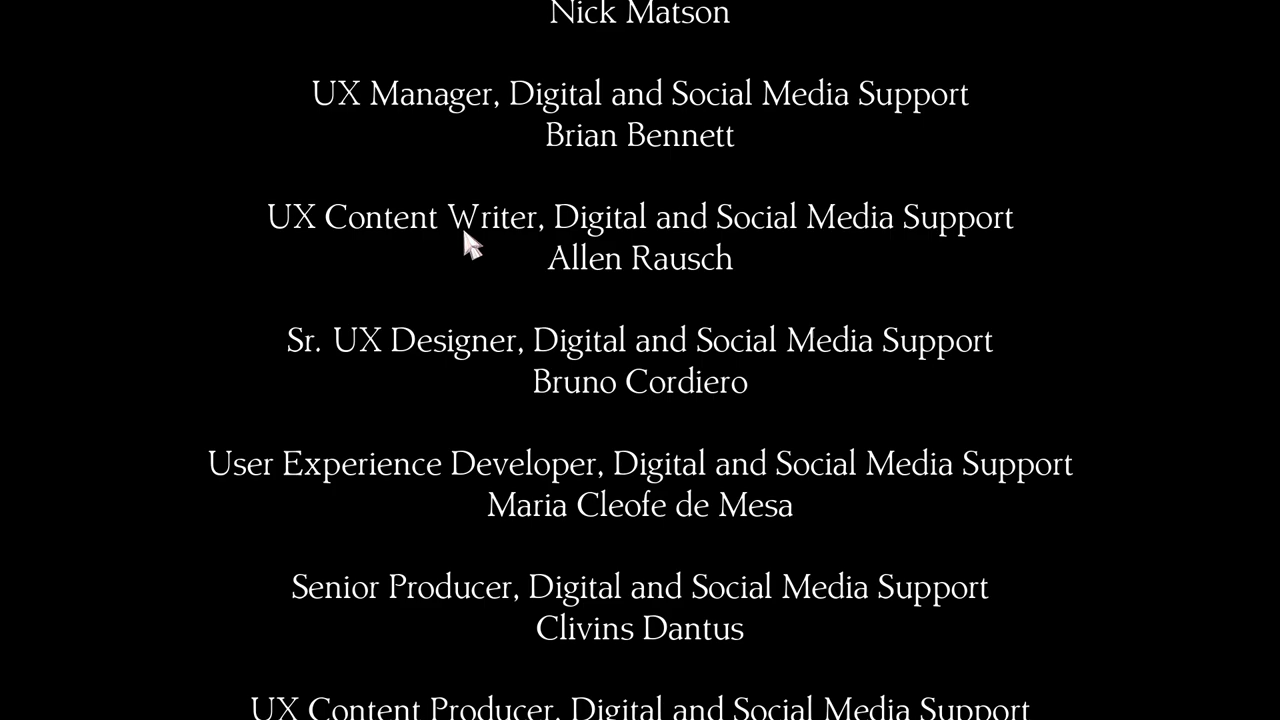 Nick Matson
UX Manager, Digital and Social Media Support
Brian Bennett
UX Content Writer, Digital and Social Media Support
Allen Rausch
Sr. UX Designer, Digital and Social Media Support
Bruno Cordiero
User Experience Developer, Digital and Social Media Support
Maria Cleofe de Mesa
Senior Producer, Digital and Social Media Support
Clivins Dantus
UX Content Producer, Digital and Social Media Support